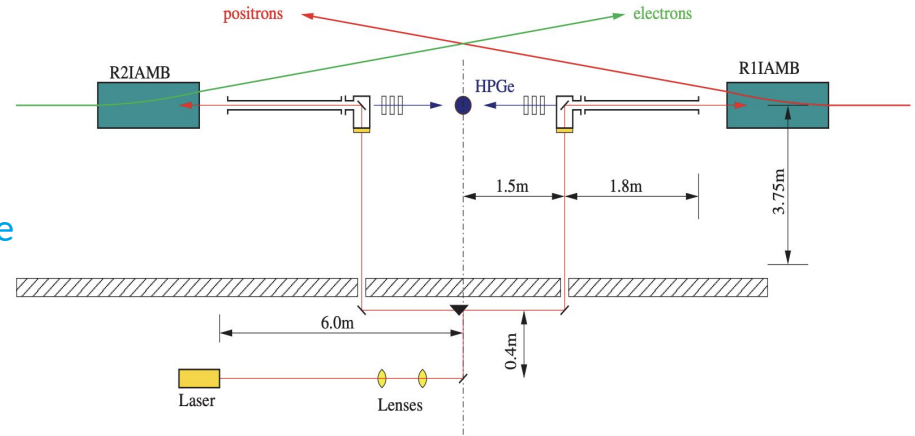 positrons
electrons
R2IAMB
R1IAMB
HPGe
1.5m
1.8m
3.75m
e
6.0m
0.4m
Laser
Lenses